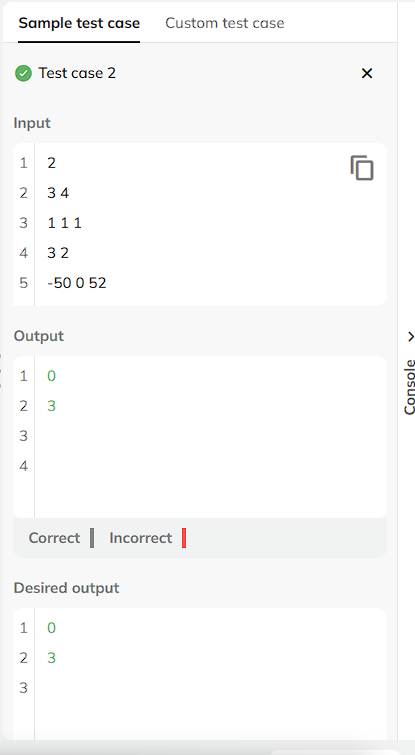 Sample test case Custom test case
Test case 2
Input
1 2
2 3 4
3 1 1 1
4 3 2
5 -50 0 52
Output
1 0
2 3
3
4
Correct Incorrect
Desired output
1 0
2 3
3
Console